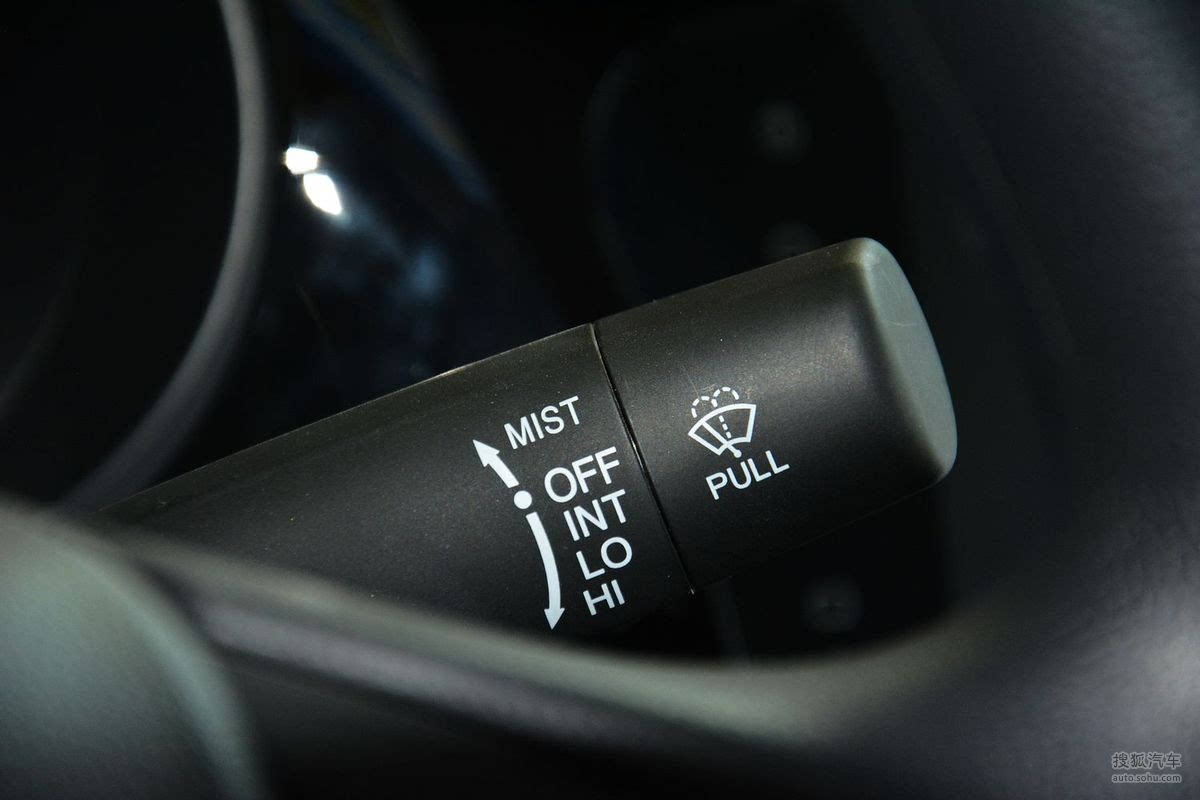 MIST
OFF
INT
LO
HI
PULL
搜狐汽车
auto.sohu.com